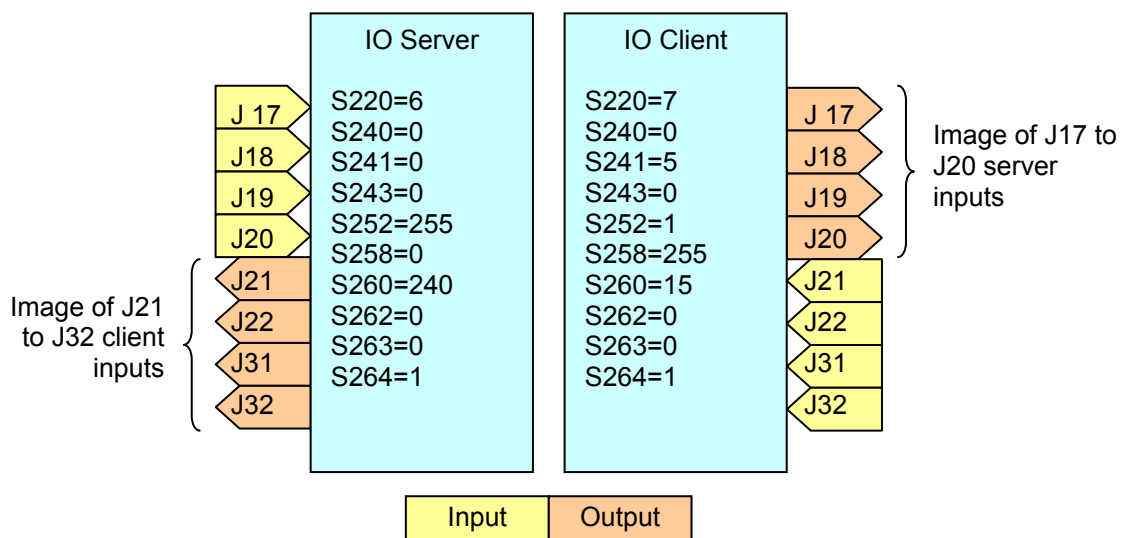 IO Server
J 17
J18
J19
J20
J21
J22
J31
J32
Image of J21
to J32 client
inputs
S220=6
S240=0
S241=0
S243=0
S252=255
S258=0
S260=240
S262=0
S263=0
S264=1
IO Client
S220=7
S240=0
S241=5
S243=0
S252=1
S258=255
S260=15
S262=0
S263=0
S264=1
J 17
J18
J19
J20
J21
J22
J31
J32
Image of J17 to
J20 server
inputs
Input
Output